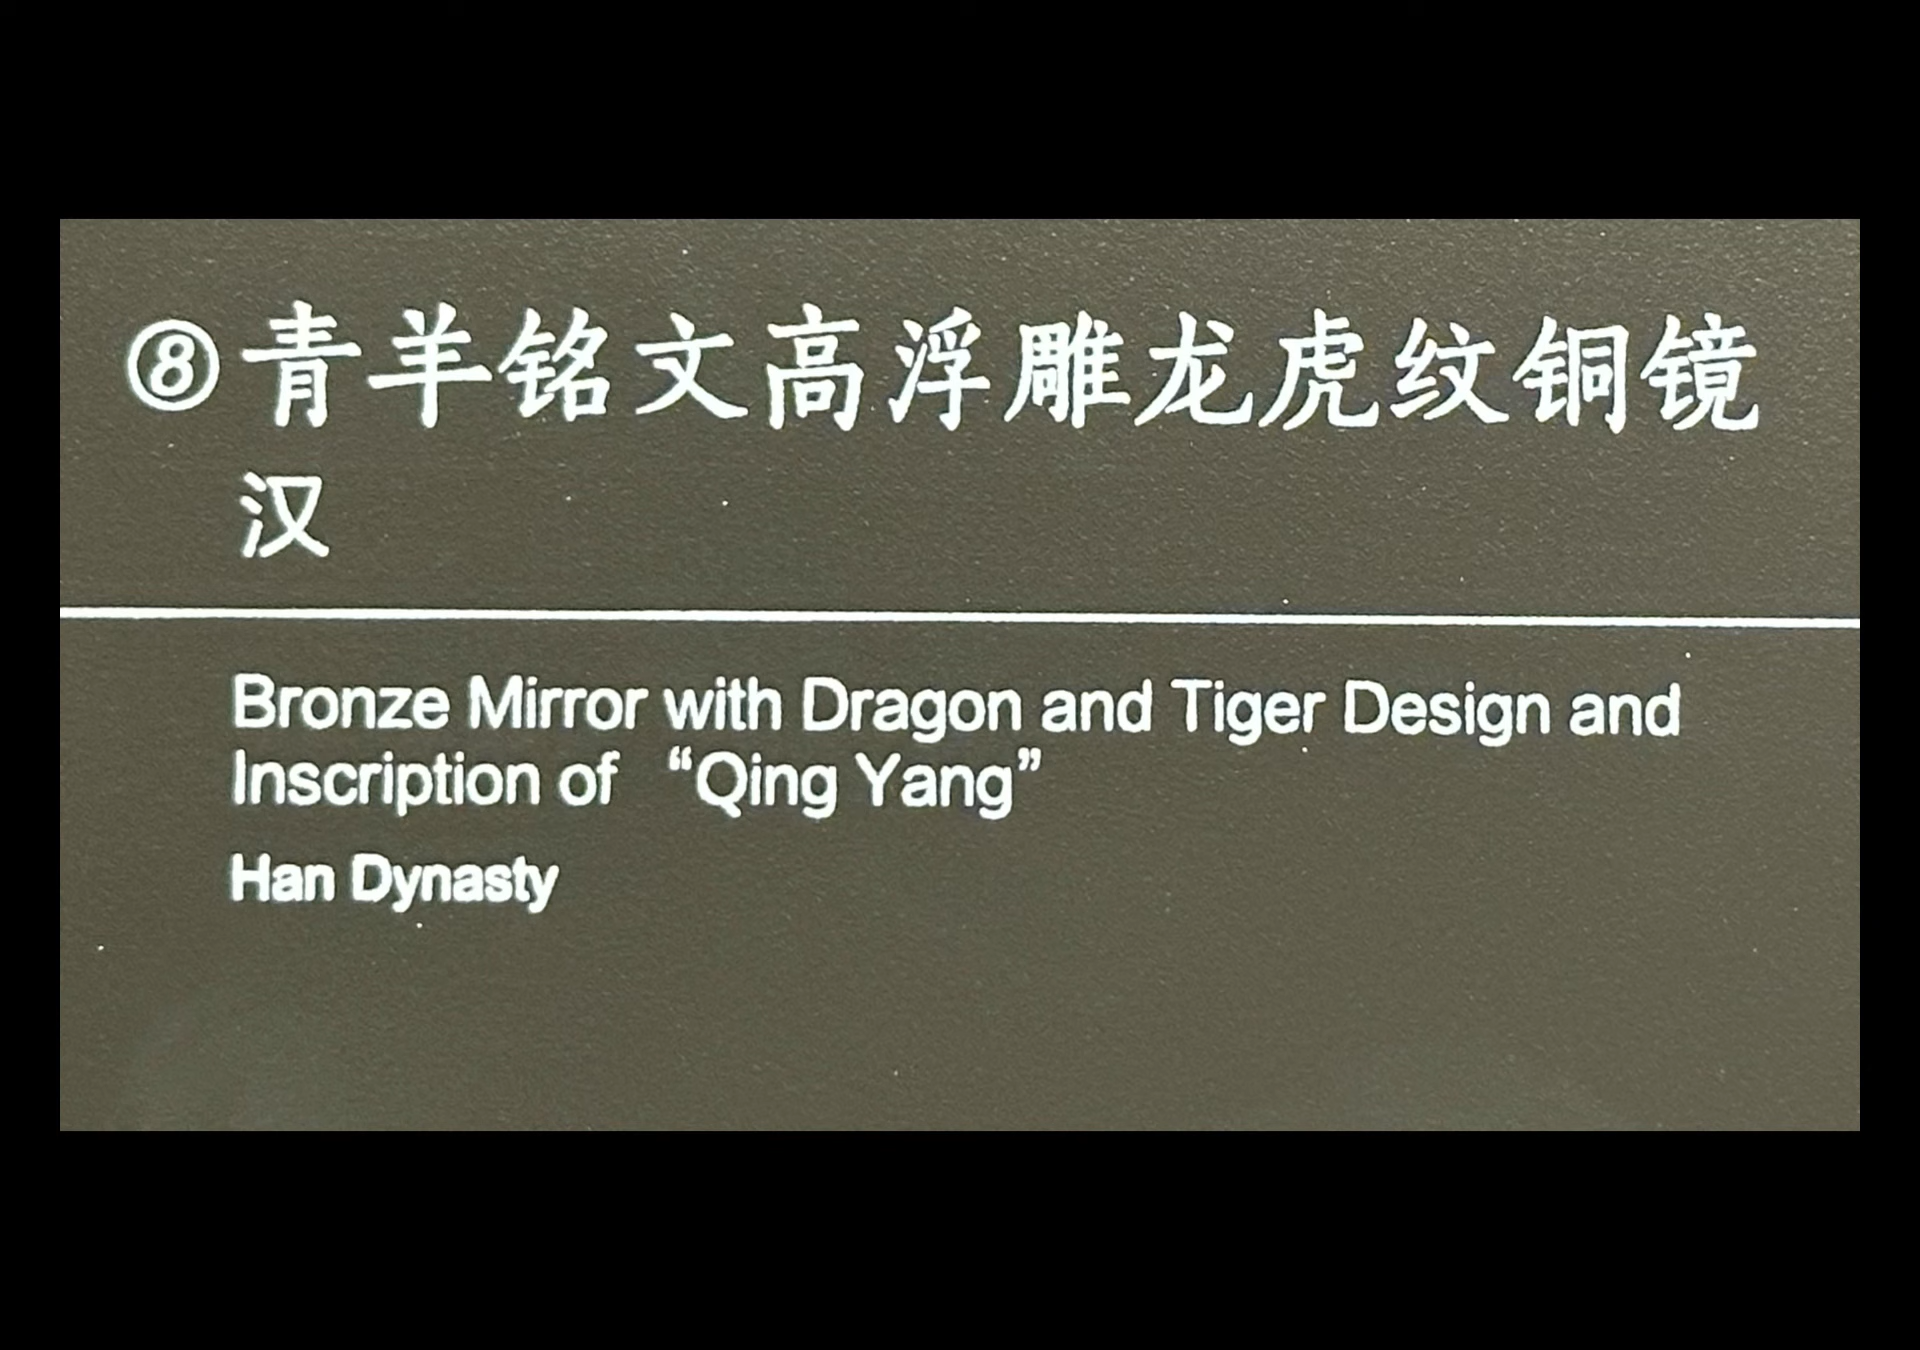 ⑧青羊铭文高浮雕龙虎纹铜镜
汉
Bronze Mirror with Dragon and Tiger Design and
Inscription of “Qing Yang”
Han Dynasty